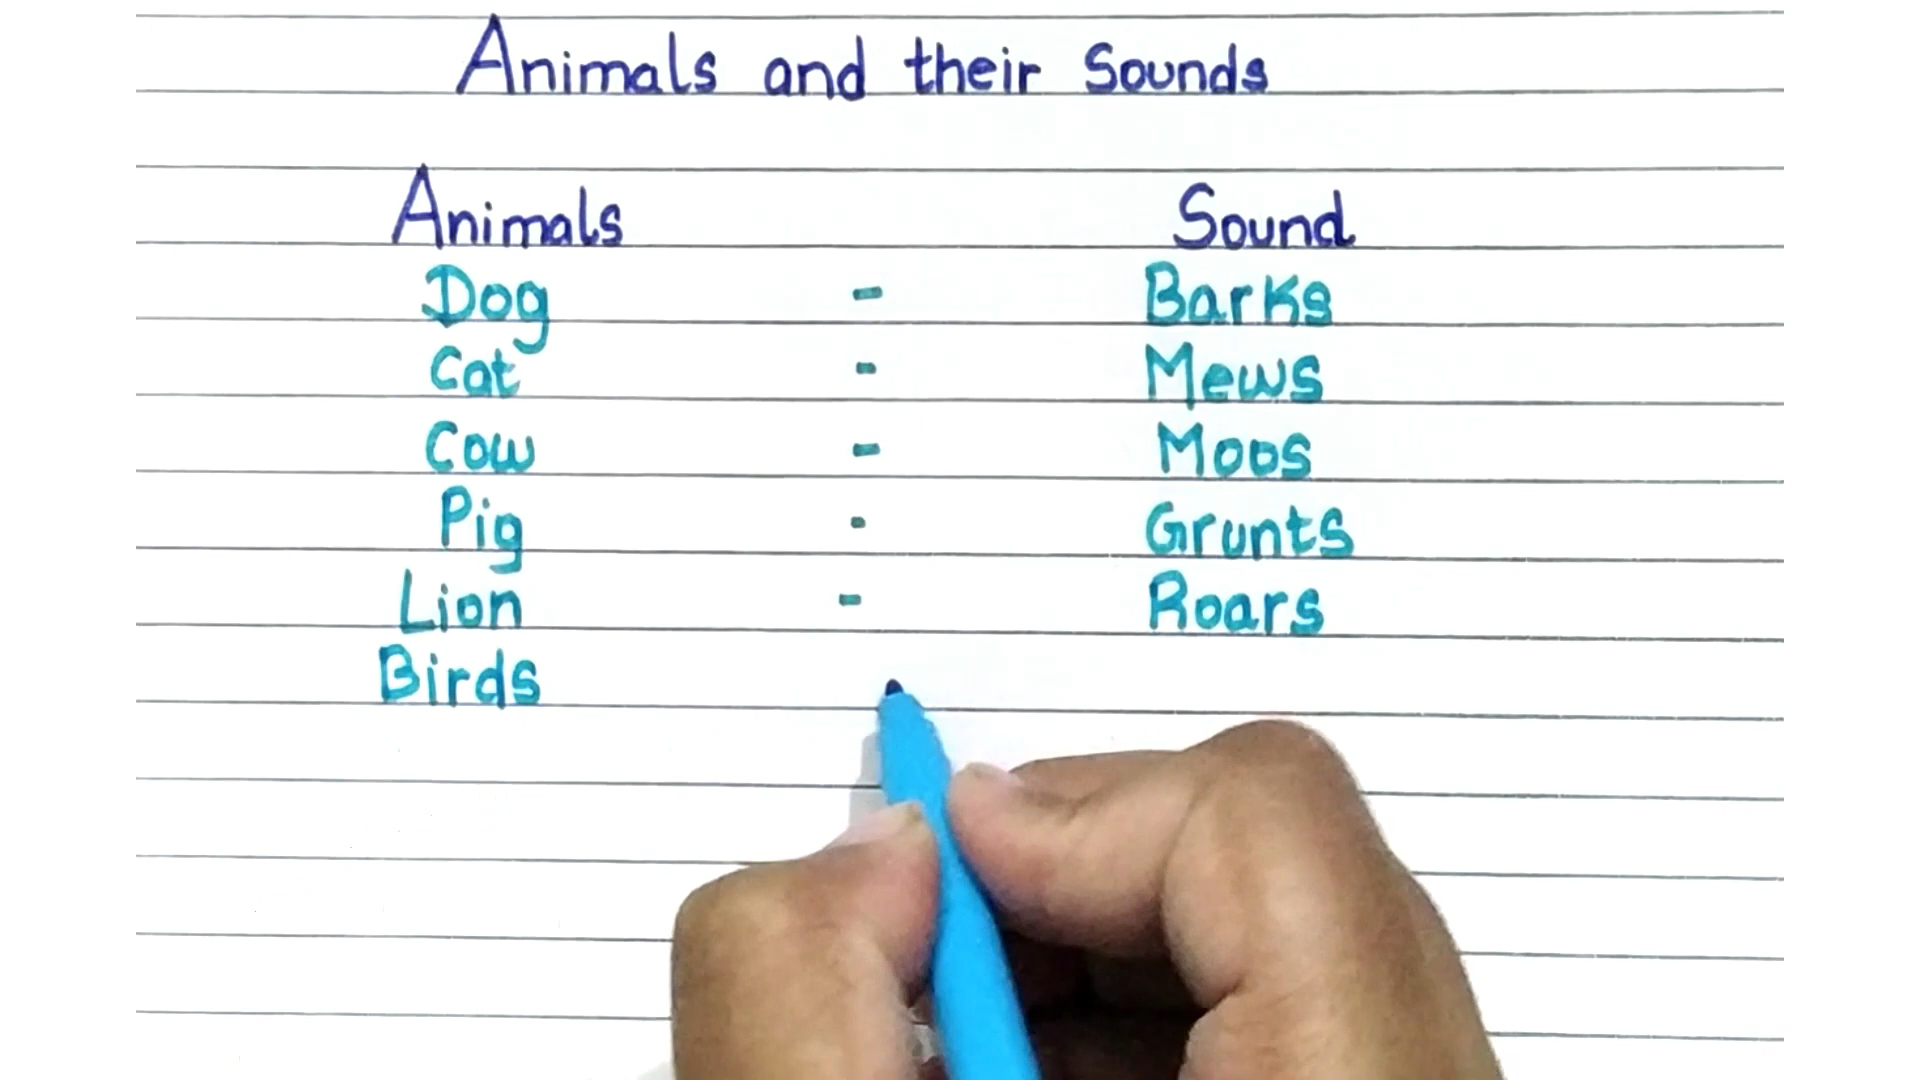 Animals and their Sounds
Animals Sound
Dog - Barks
Cat - Mews
Cow - Moos
Pig - Grunts
Lion - Roars
Birds